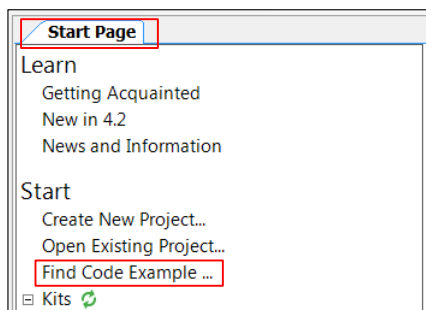 Start Page
Learn
Getting Acquainted
New in 4.2
News and Information
Start
Create New Project...
Open Existing Project...
Find Code Example ...
Kits